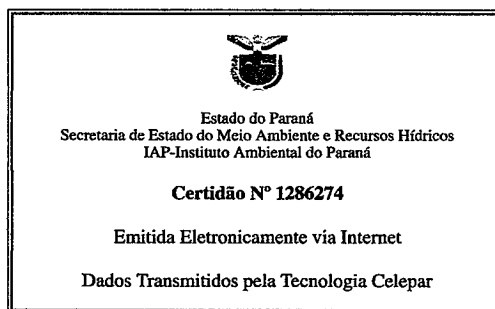 Estado do Paraná
Secretaria de Estado do Meio Ambiente e Recursos Hídricos
IAP-Instituto Ambiental do Paraná
Certidão Nº 1286274
Emitida Eletronicamente via Internet
Dados Transmitidos pela Tecnologia Celepar